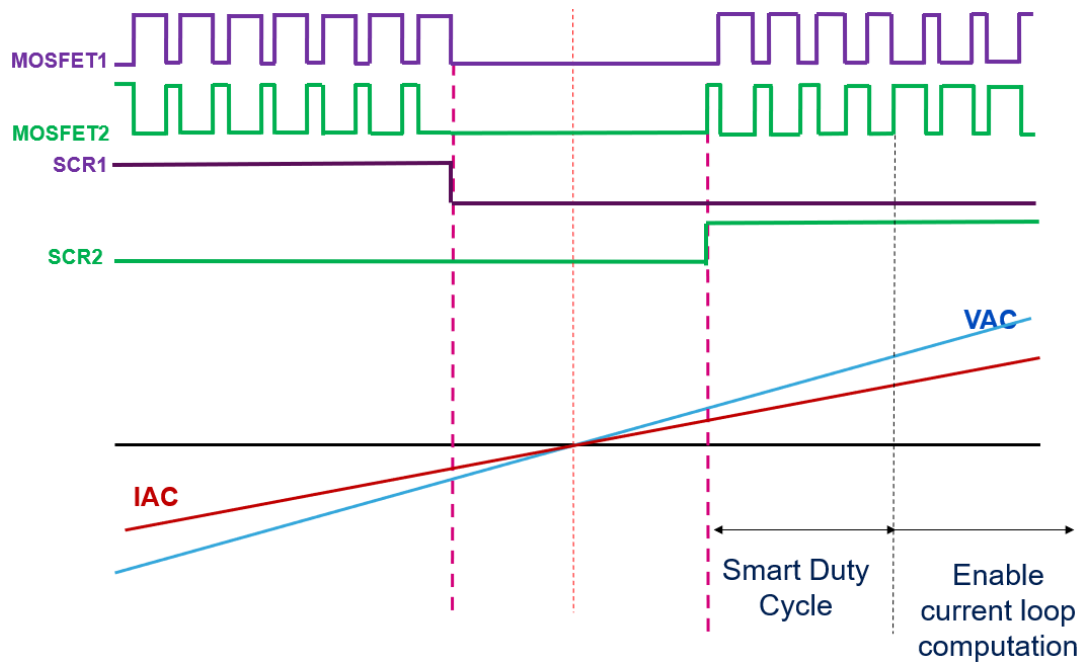 MOSFET1
MOSFET2
SCR1
SCR2
VAC
IAC
Smart Duty
Cycle
Enable
current loop
computation